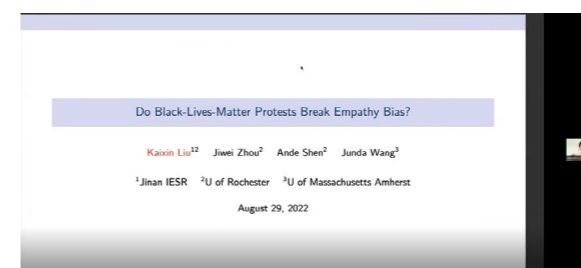 Do Black-Lives-Matter Protests Break Empathy Bias?
Kaixin Liu¹² Jiwei Zhou² Ande Shen² Junda Wang³
¹Jinan IESR ²U of Rochester ³U of Massachusetts Amherst
August 29, 2022